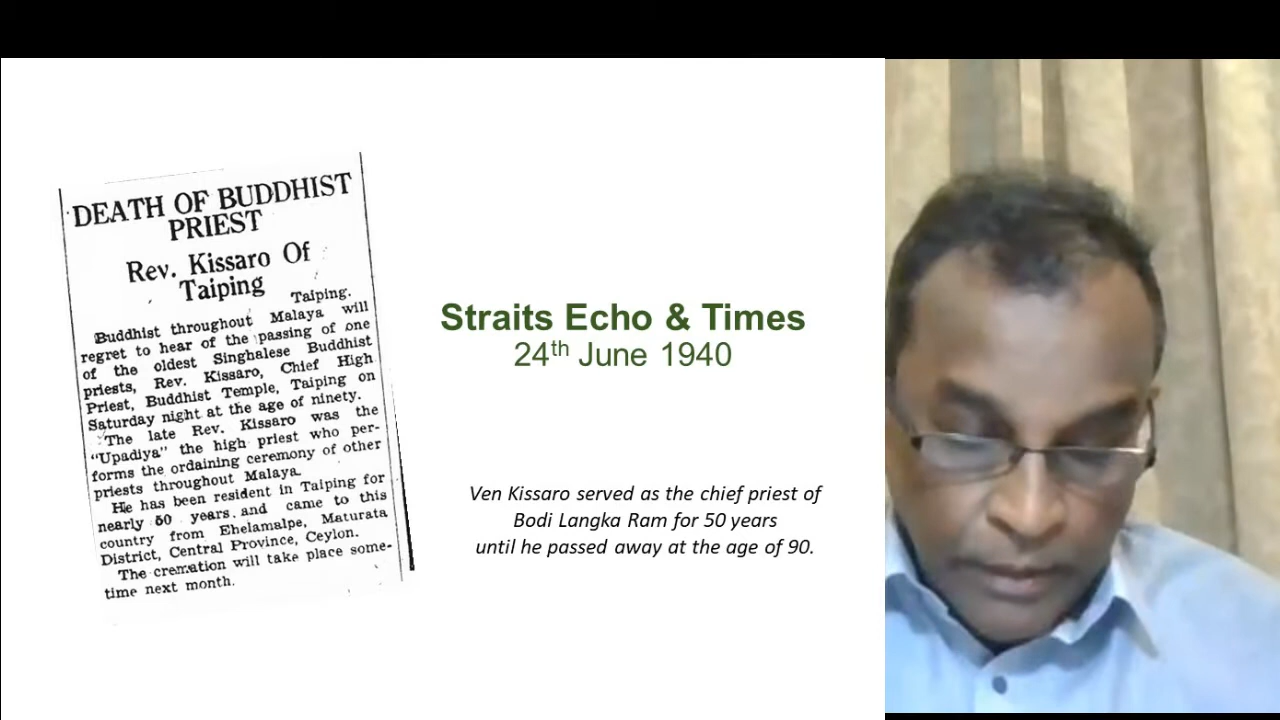 DEATH OF BUDDHIST
PRIEST
Rev. Kissaro Of
Taiping
Taiping.
Buddhist throughout Malaya will
regret to hear of the passing of one
of the oldest Singhalese Buddhist
priests, Rev. Kissaro, Chief High
Priest, Buddhist Temple, Taiping on
Saturday night at the age of ninety.
The late Rev. Kissaro was the
"Upadiya" the high priest who per-
forms the ordaining ceremony of other
priests throughout Malaya.
He has been resident in Taiping for
nearly 50 years. and came to this
country from Ehelamalpe, Maturata
District, Central Province, Ceylon.
The cremation will take place some-
time next month.
Straits Echo & Times
24th June 1940
Ven Kissaro served as the chief priest of
Bodi Langka Ram for 50 years
until he passed away at the age of 90.